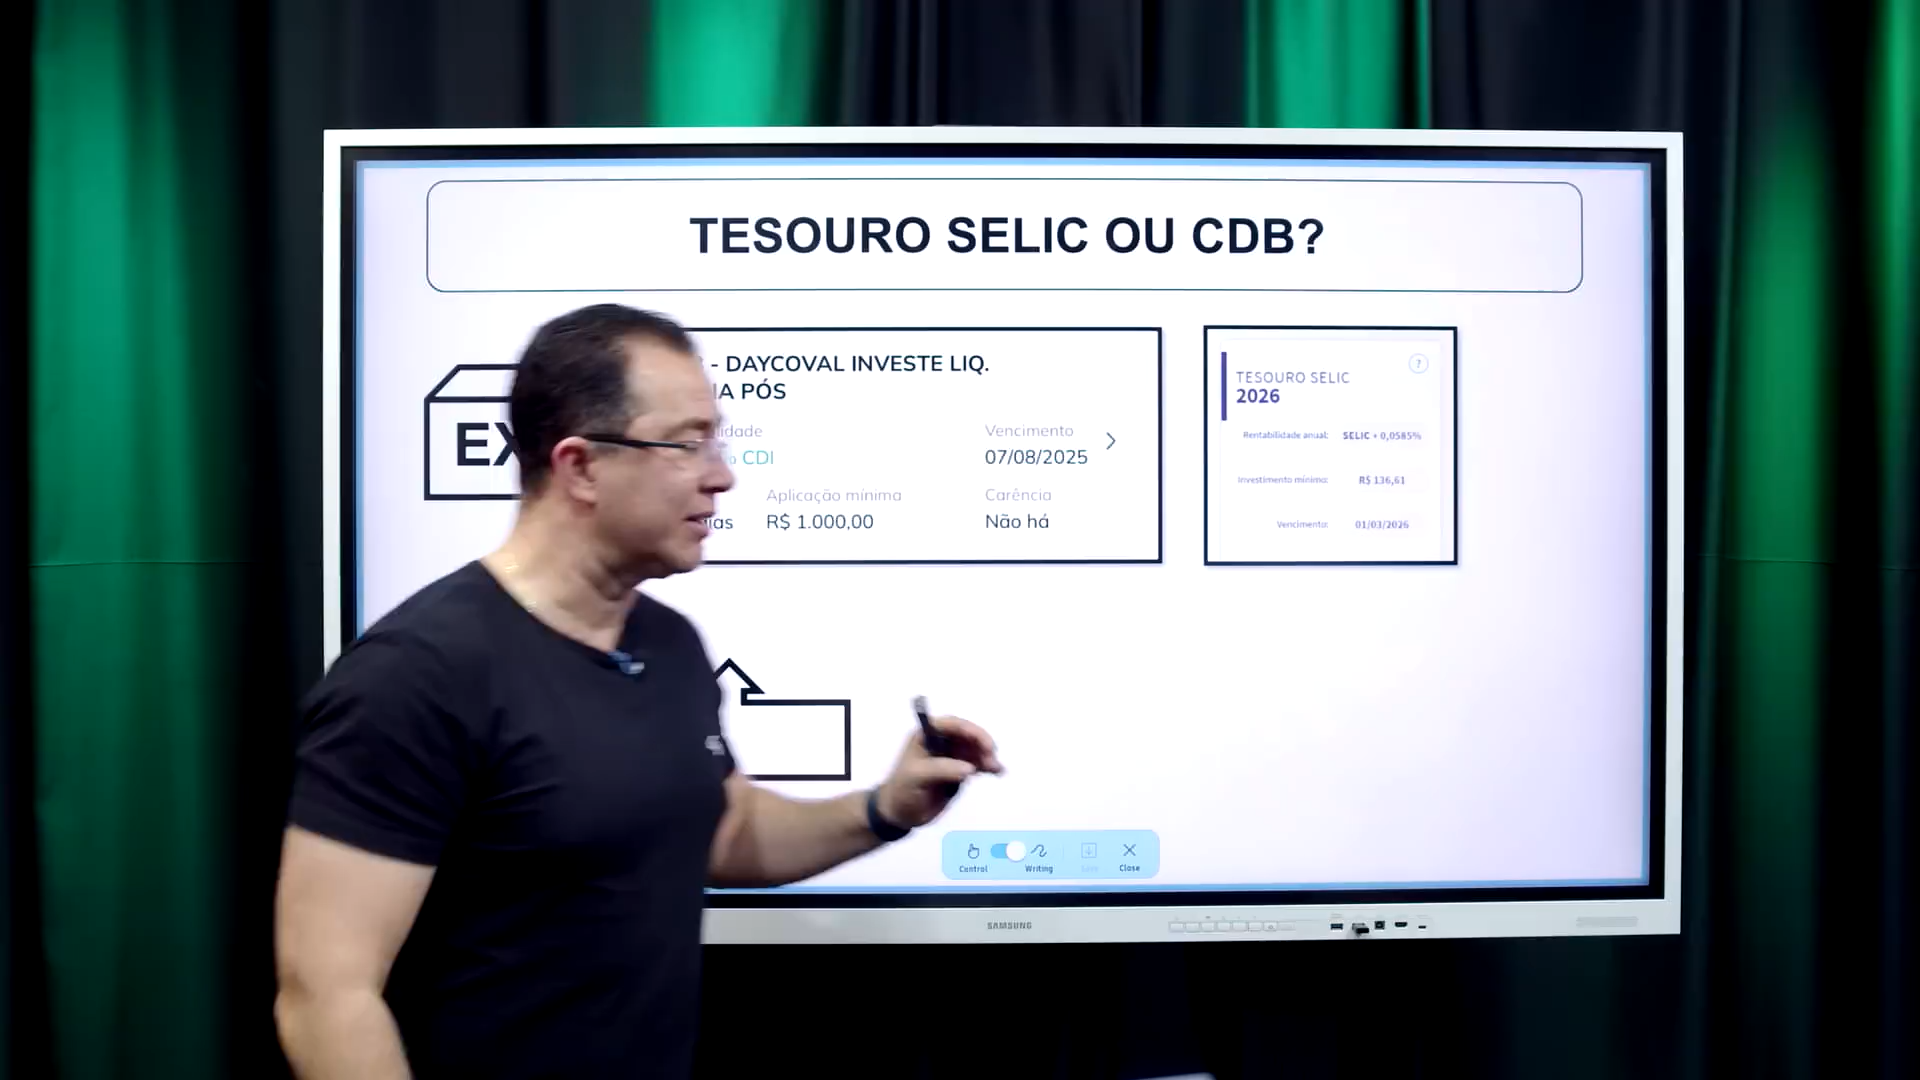 TESOURO SELIC OU CDB?
- DAYCOVAL INVESTE LIQ.
PÓS
CDI
Vencimento
07/08/2025
Aplicação mínima
R$ 1.000,00
Carência
Não há
TESOURO SELIC
2026
?
Rentabilidade anual: SELIC + 0,0585%
Investimento mínimo: R$ 136,61
Vencimento: 01/03/2026
Control
Writing
Save
Close
SAMSUNG